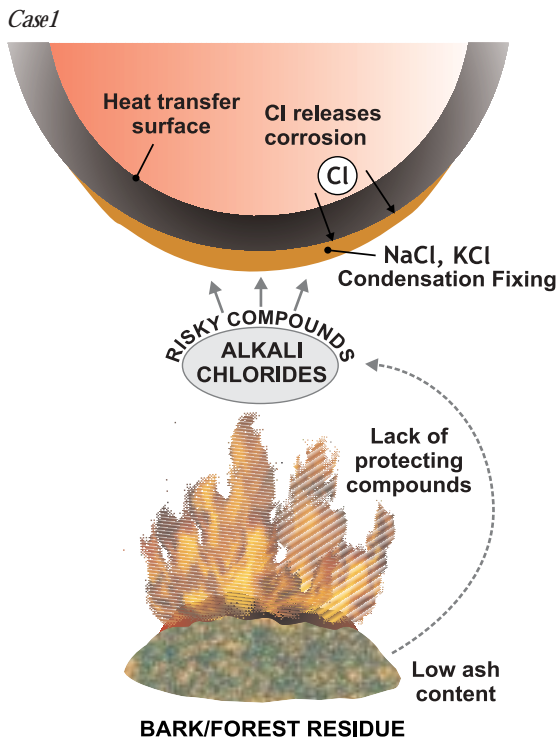 Case1
Heat transfer
surface
Cl releases
corrosion
Cl
NaCl, KCl
Condensation Fixing
RISKY COMPOUNDS
ALKALI
CHLORIDES
Lack of
protecting
compounds
Low ash
content
BARK/FOREST RESIDUE